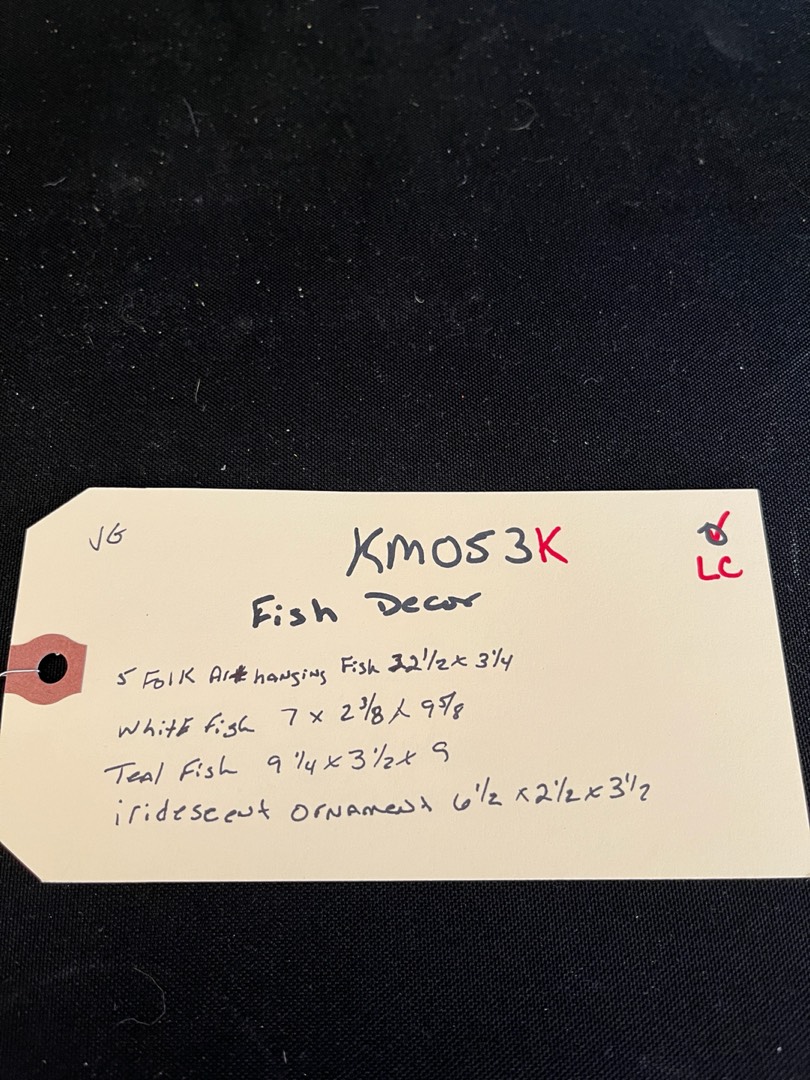 VG
KM053K
LC
Fish Decor
5 Folk Art hanging Fish 32 1/2 x 3 1/4
White fish 7 x 2 3/8 x 9 5/8
Teal Fish 9 1/4 x 3 1/2 x 9
iridescent ornament 6 1/2 x 2 1/2 x 3 1/2